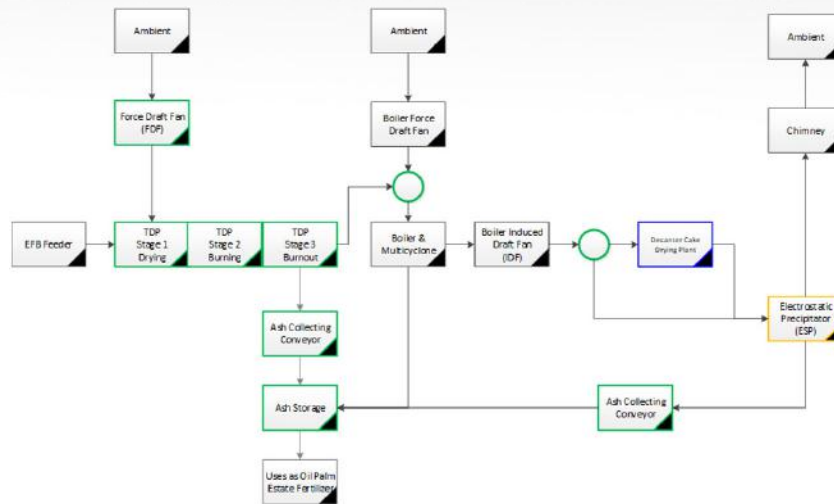 Ambient
Ambient
Ambient
Force Draft Fan
(FDF)
Boiler Force
Draft Fan
Chimney
EFB Feeder
TDP
Stage 1
Drying
TDP
Stage 2
Burning
TDP
Stage 3
Burnout
Boiler &
Multicyclone
Boiler Induced
Draft Fan
(IDF)
Decanter Cake
Drying Plant
Electrostatic
Precipitator
(ESP)
Ash Collecting
Conveyor
Ash Storage
Ash Collecting
Conveyor
Uses as Oil Palm
Estate Fertilizer